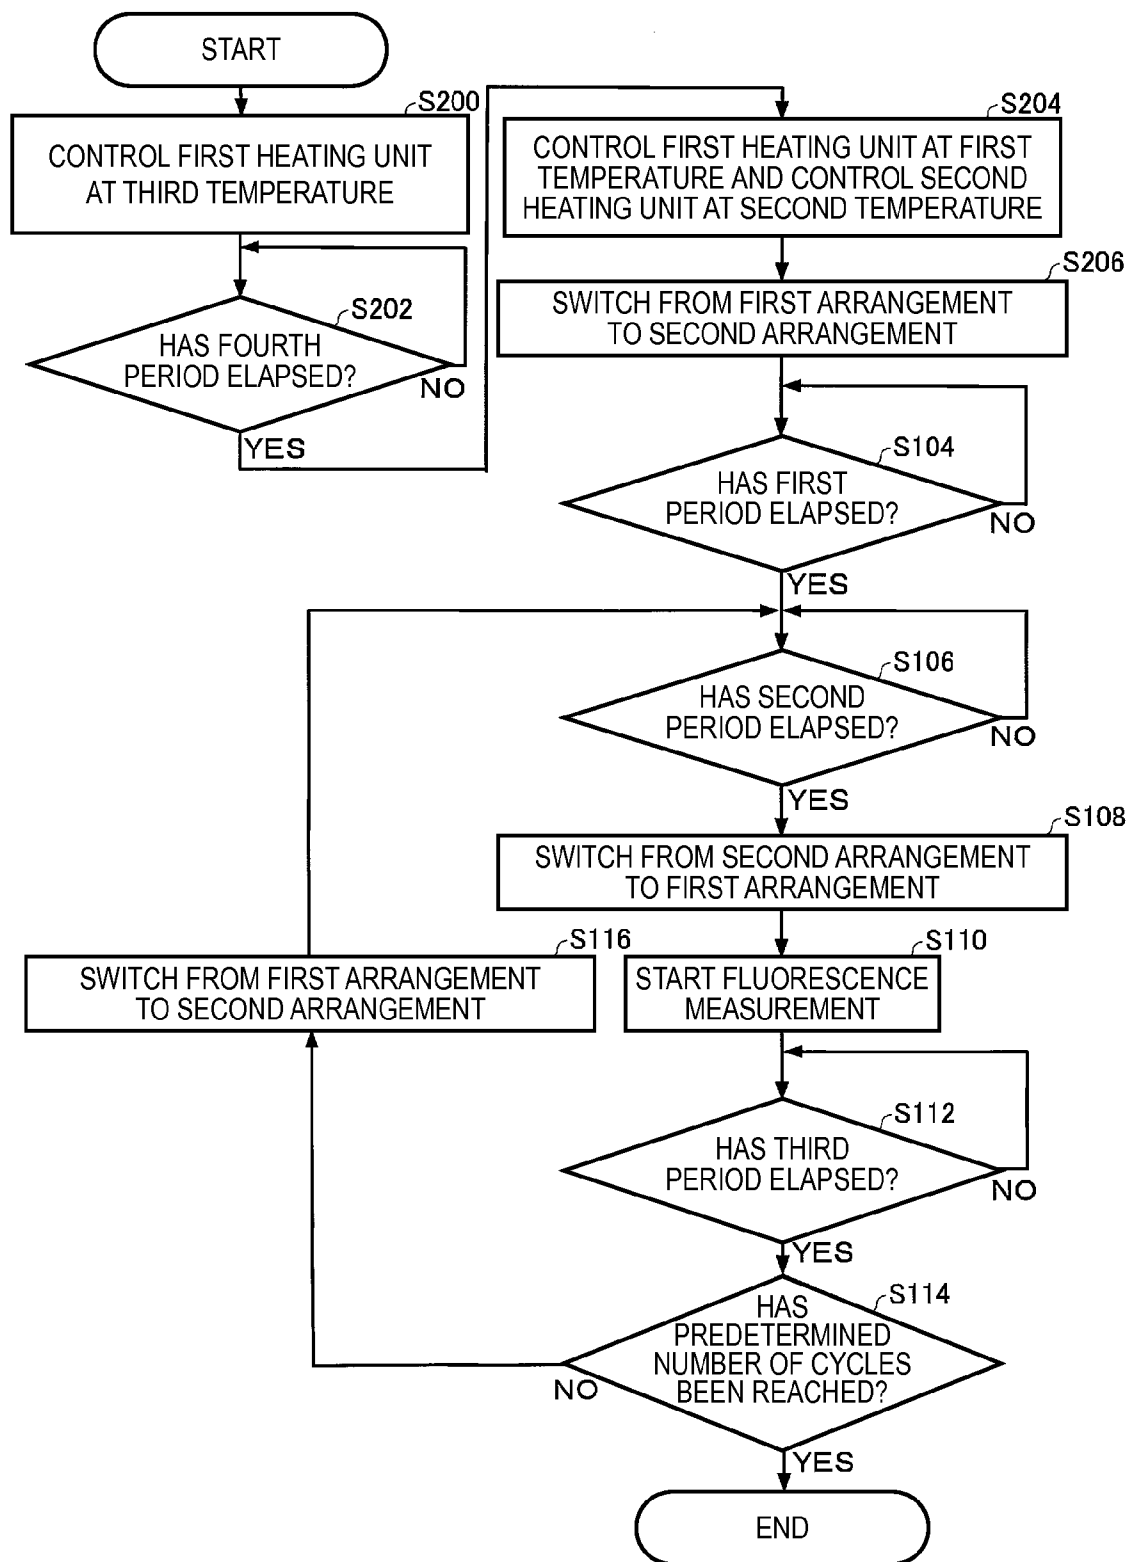 START
S200
CONTROL FIRST HEATING UNIT
AT THIRD TEMPERATURE
S202
HAS FOURTH
PERIOD ELAPSED?
NO
YES
S204
CONTROL FIRST HEATING UNIT AT FIRST
TEMPERATURE AND CONTROL SECOND
HEATING UNIT AT SECOND TEMPERATURE
S206
SWITCH FROM FIRST ARRANGEMENT
TO SECOND ARRANGEMENT
S104
HAS FIRST
PERIOD ELAPSED?
NO
YES
S106
HAS SECOND
PERIOD ELAPSED?
NO
YES
S108
SWITCH FROM SECOND ARRANGEMENT
TO FIRST ARRANGEMENT
S116
SWITCH FROM FIRST ARRANGEMENT
TO SECOND ARRANGEMENT
S110
START FLUORESCENCE
MEASUREMENT
S112
HAS THIRD
PERIOD ELAPSED?
NO
YES
S114
HAS
PREDETERMINED
NUMBER OF CYCLES
BEEN REACHED?
NO
YES
END